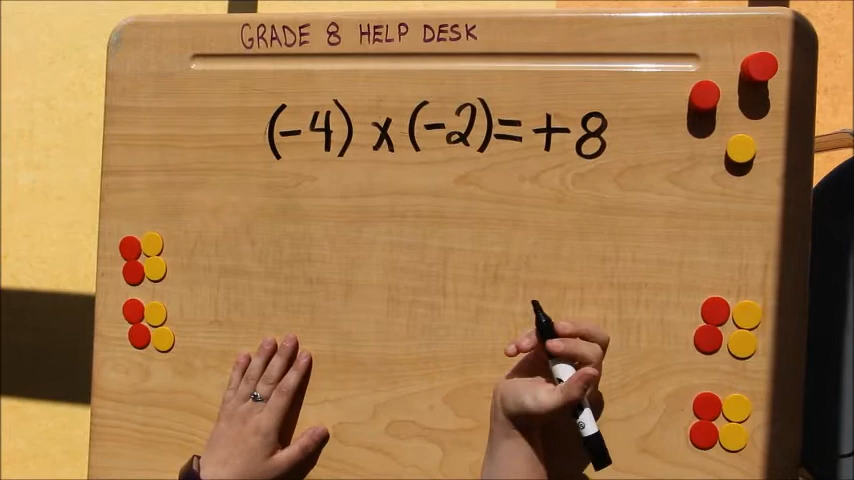 GRADE 8 HELP DESK
(-4) x (-2) = +8